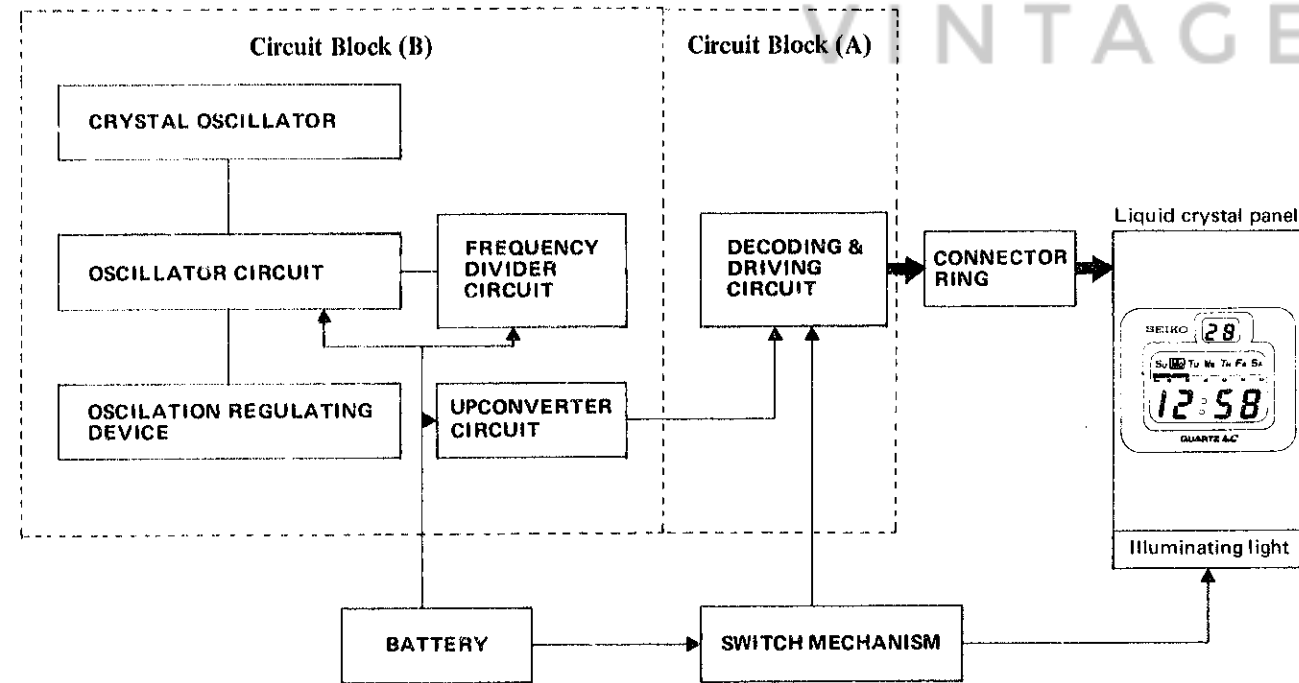 VINTAGE
Circuit Block (B)
Circuit Block (A)
CRYSTAL OSCILLATOR
OSCILLATOR CIRCUIT
FREQUENCY
DIVIDER
CIRCUIT
DECODING &
DRIVING
CIRCUIT
CONNECTOR
RING
Liquid crystal panel
SEIKO
28
Su Mo Tu We Th Fr Sa
12:58
QUARTZ LC
OSCILATION REGULATING
DEVICE
UPCONVERTER
CIRCUIT
Illuminating light
BATTERY
SWITCH MECHANISM